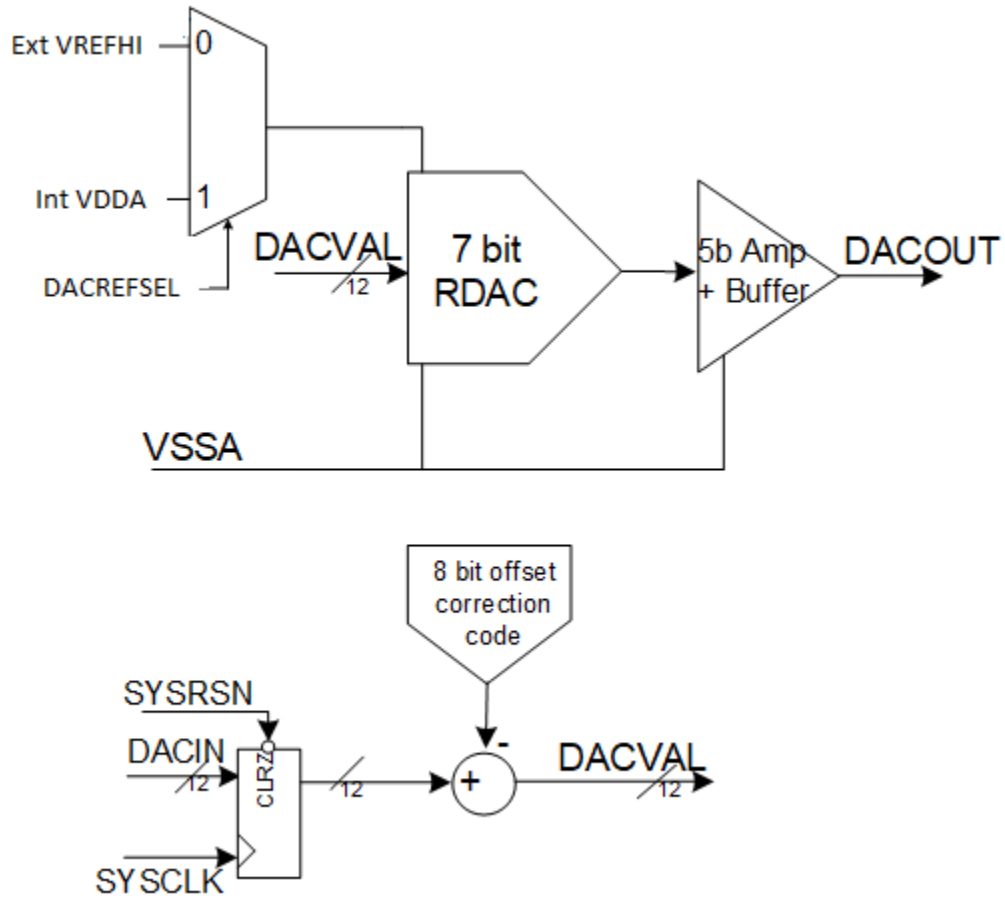 Ext VREFHI
0
Int VDDA
1
DACREFSEL
DACVAL
12
7 bit
RDAC
5b Amp
+ Buffer
DACOUT
VSSA
8 bit offset
correction
code
SYSRSN
DACIN
12
CLRZ
SYSCLK
12
+
-
DACVAL
12